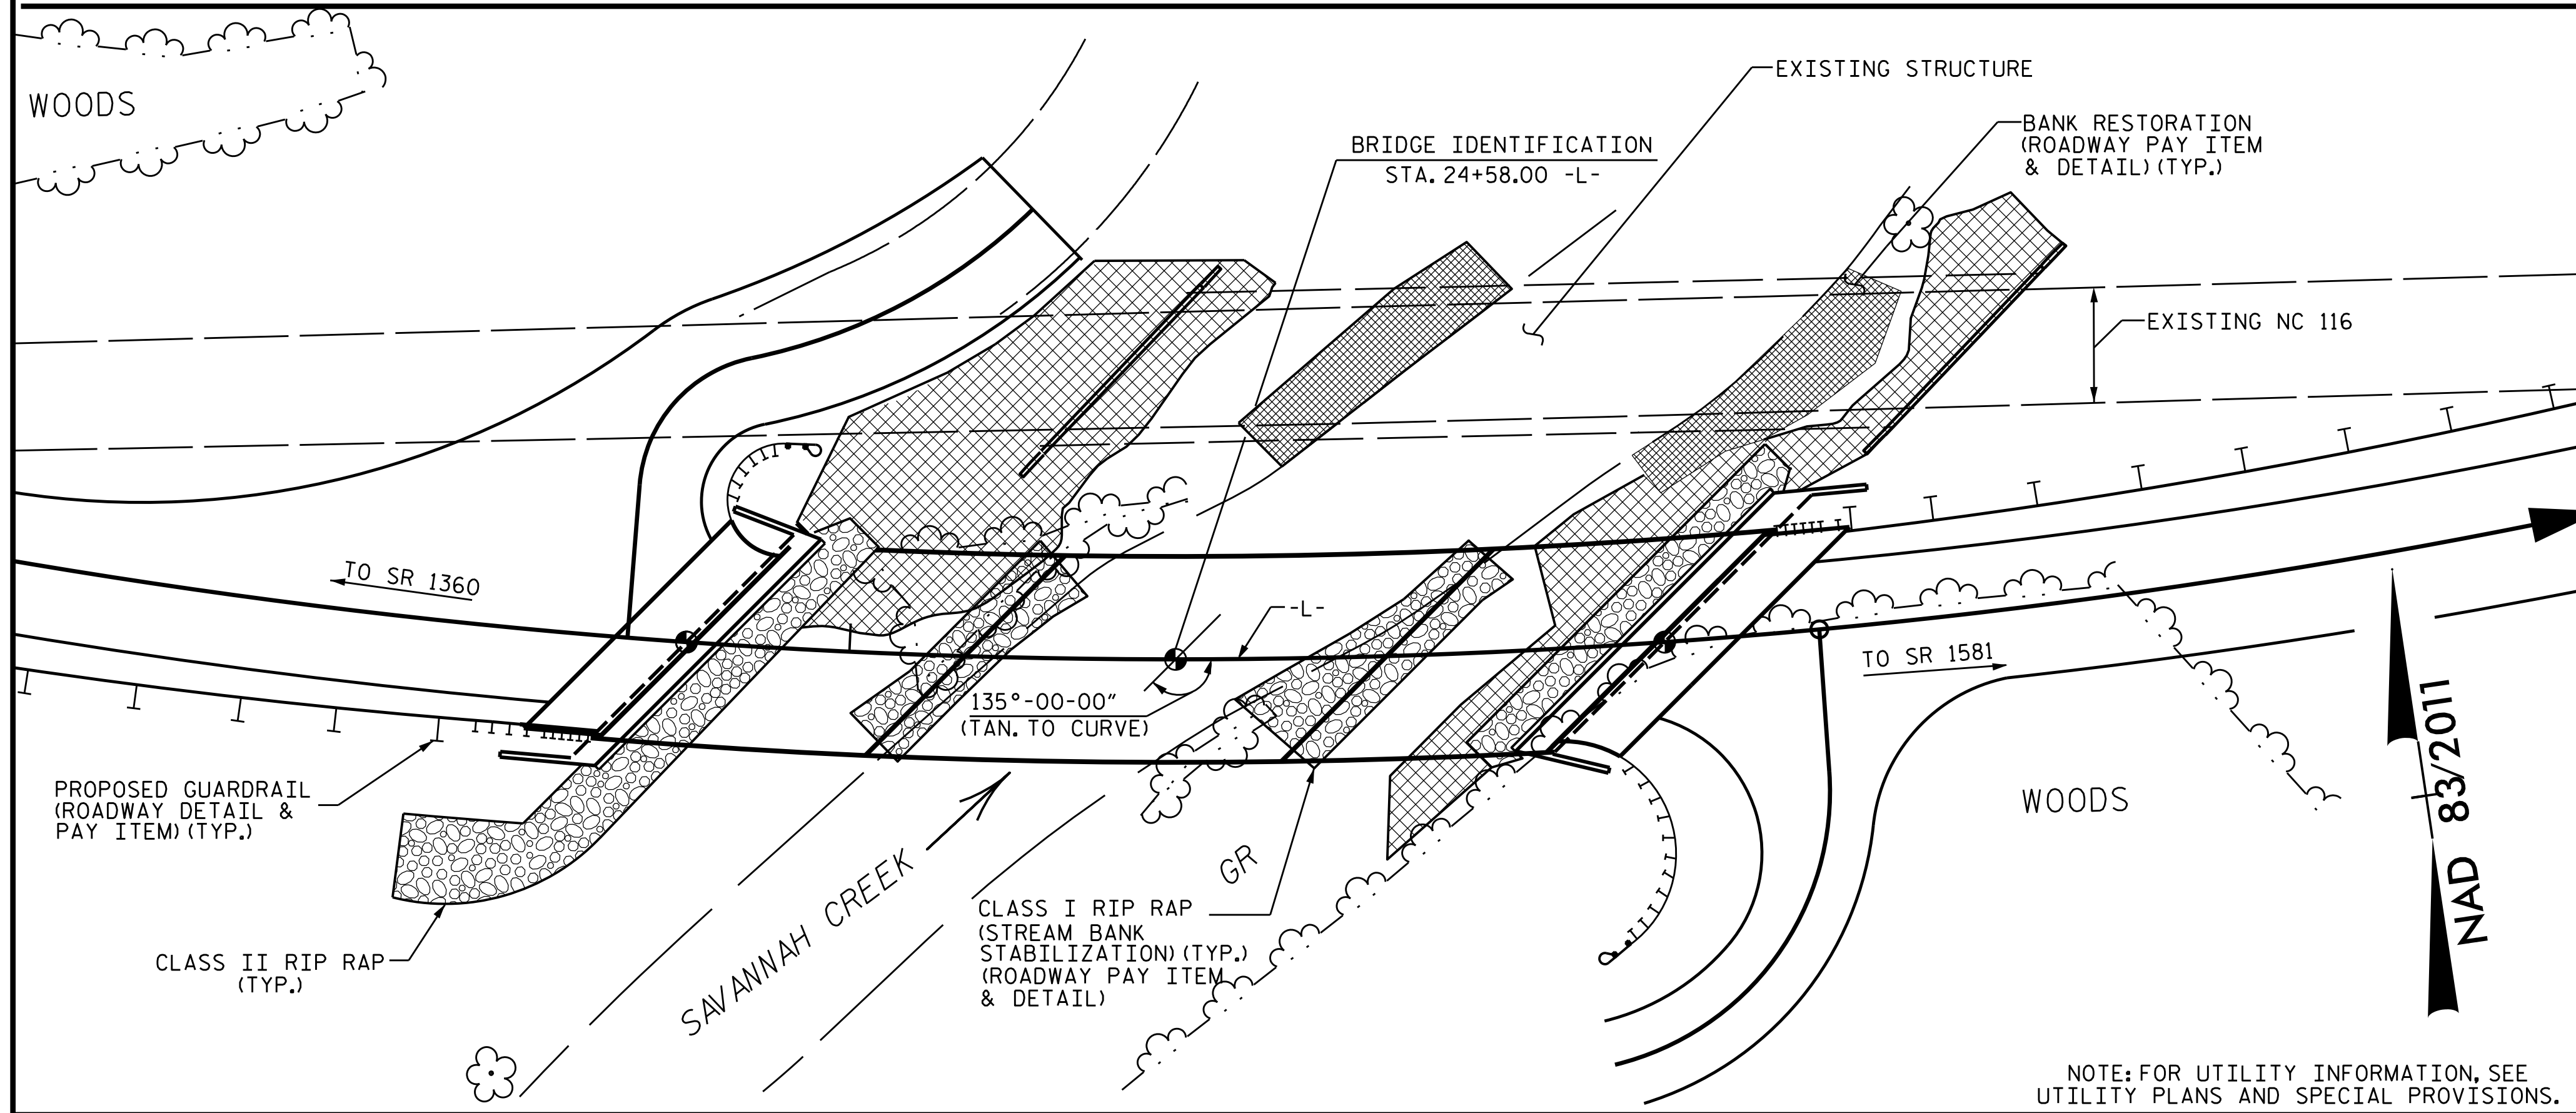 WOODS
EXISTING STRUCTURE
BANK RESTORATION
(ROADWAY PAY ITEM
& DETAIL) (TYP.)
BRIDGE IDENTIFICATION
STA. 24+58.00 -L-
EXISTING NC 116
TO SR 1360
-L-
TO SR 1581
135°-00-00"
(TAN. TO CURVE)
PROPOSED GUARDRAIL
(ROADWAY DETAIL &
PAY ITEM) (TYP.)
WOODS
NAD 83/2011
GR
SAVANNAH CREEK
CLASS I RIP RAP
(STREAM BANK
STABILIZATION) (TYP.)
(ROADWAY PAY ITEM
& DETAIL)
CLASS II RIP RAP
(TYP.)
NOTE: FOR UTILITY INFORMATION, SEE
UTILITY PLANS AND SPECIAL PROVISIONS.